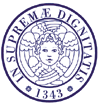 IN SUPREMÆ DIGNITATIS
1343